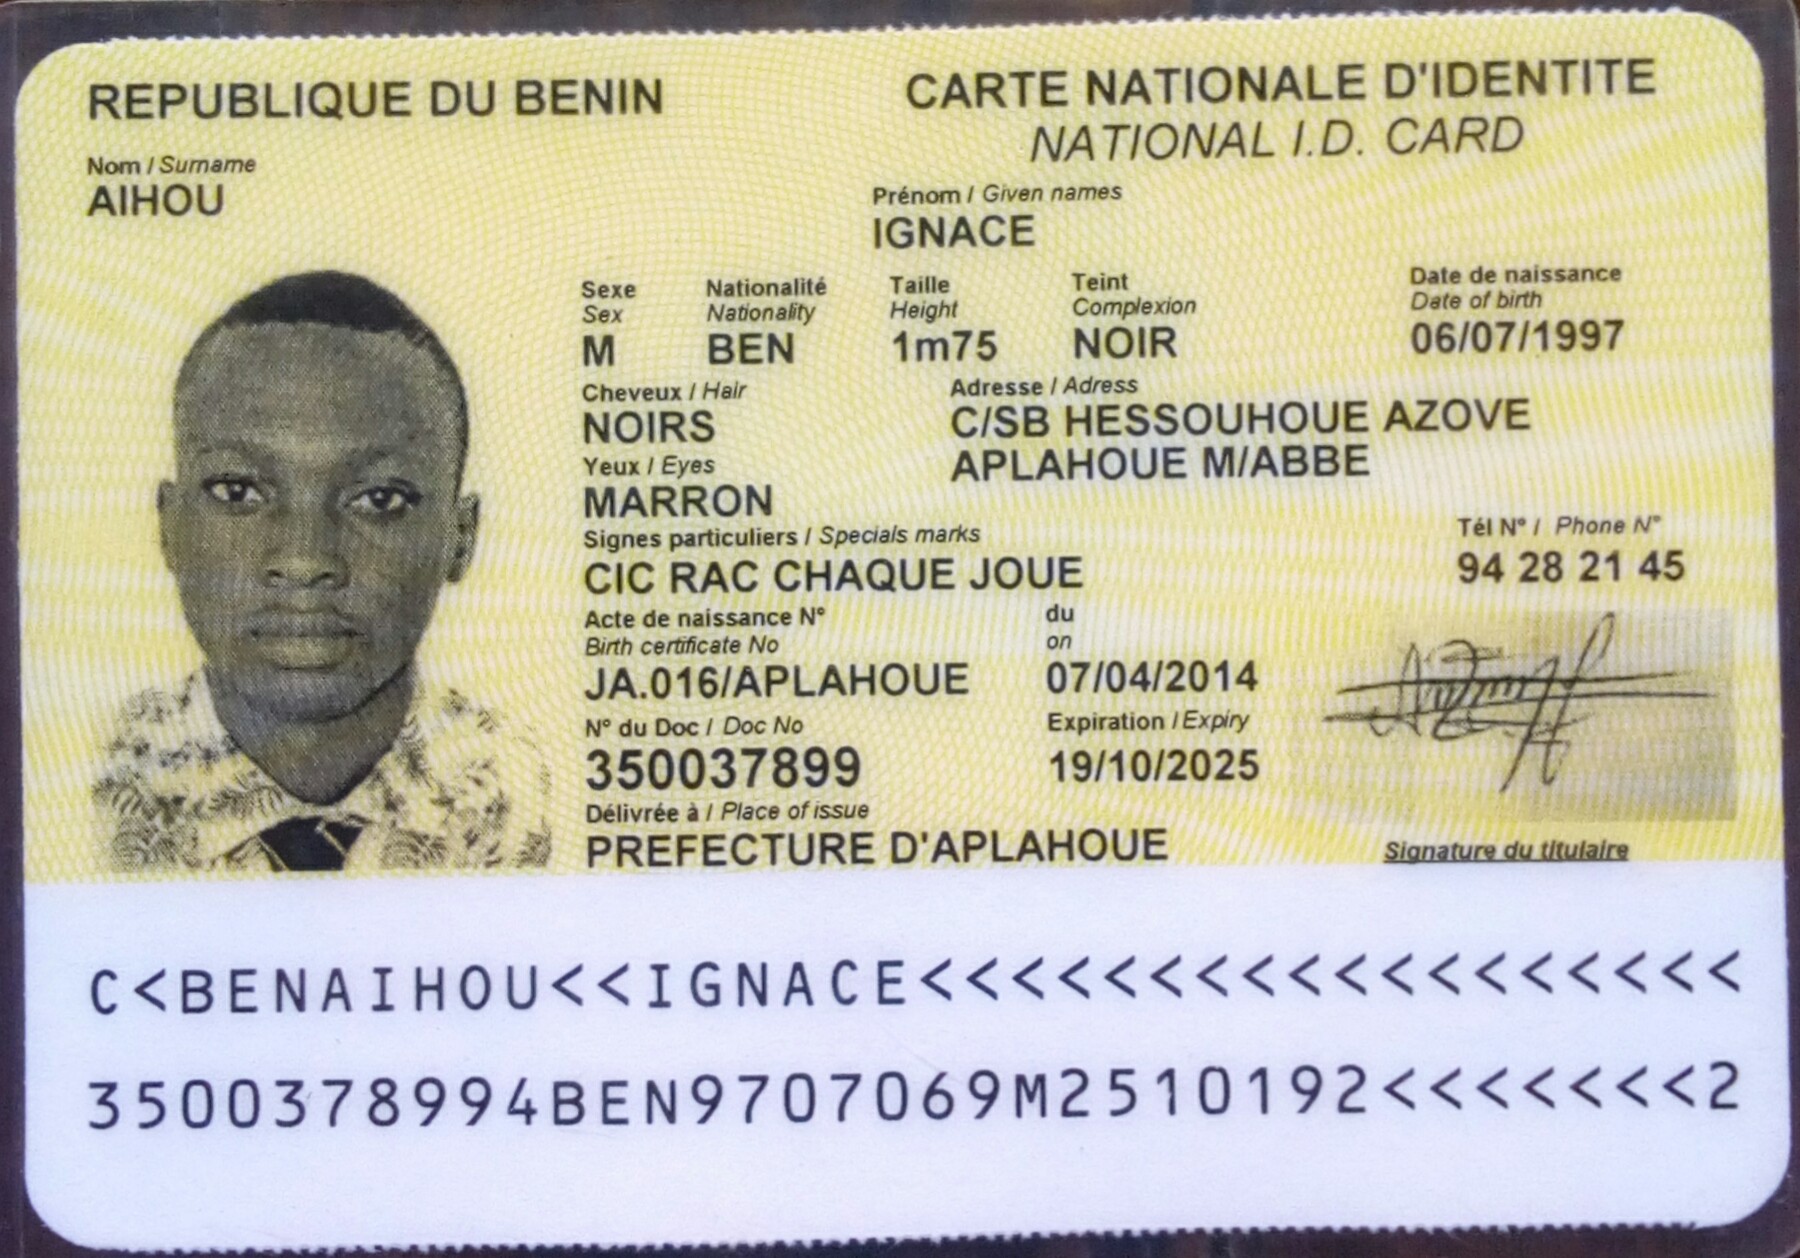 REPUBLIQUE DU BENIN
CARTE NATIONALE D'IDENTITE
NATIONAL I.D. CARD
Nom / Surname
AIHOU
Prénom / Given names
IGNACE
Sexe Nationalité Taille Teint Date de naissance
Sex Nationality Height Complexion Date of birth
M BEN 1m75 NOIR 06/07/1997
Cheveux / Hair Adresse / Adress
NOIRS C/SB HESSOUHOUE AZOVE
Yeux / Eyes APLAHOUE M/ABBE
MARRON
Signes particuliers / Specials marks Tél N° / Phone N°
CIC RAC CHAQUE JOUE 94 28 21 45
Acte de naissance N° du
Birth certificate No on
JA.016/APLAHOUE 07/04/2014
N° du Doc / Doc No Expiration / Expiry
350037899 19/10/2025
Délivrée à / Place of issue
PREFECTURE D'APLAHOUE Signature du titulaire
C<BENAIHOU<<IGNACE<<<<<<<<<<<<<<<<<<
3500378994BEN9707069M2510192<<<<<<<2